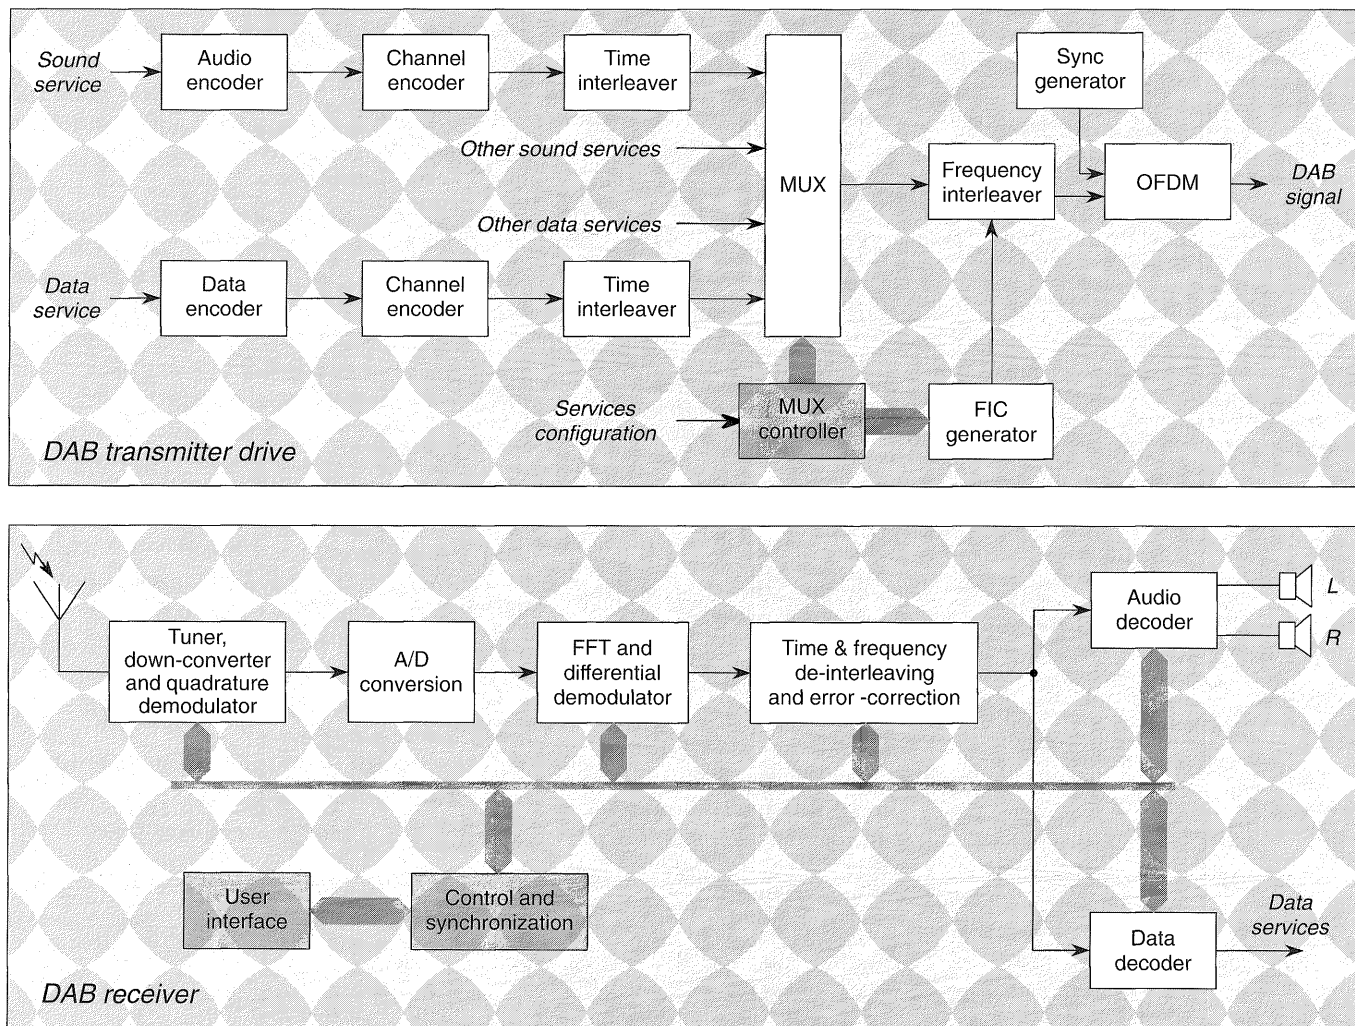 Sound
service
Audio
encoder
Channel
encoder
Time
interleaver
Sync
generator
Other sound services
MUX
Frequency
interleaver
OFDM
DAB
signal
Other data services
Data
service
Data
encoder
Channel
encoder
Time
interleaver
Services
configuration
MUX
controller
FIC
generator
DAB transmitter drive
Tuner,
down-converter
and quadrature
demodulator
A/D
conversion
FFT and
differential
demodulator
Time & frequency
de-interleaving
and error -correction
Audio
decoder
L
R
User
interface
Control and
synchronization
Data
decoder
Data
services
DAB receiver